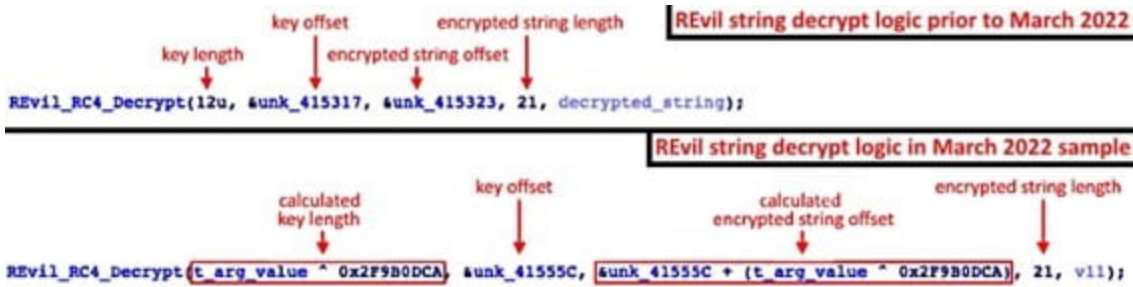 REvil string decrypt logic prior to March 2022
key offset encrypted string length
key length encrypted string offset
REvil_RC4_Decrypt(12u, &unk_415317, &unk_415323, 21, decrypted_string);
REvil string decrypt logic in March 2022 sample
key offset encrypted string length
calculated calculated
key length encrypted string offset
REvil_RC4_Decrypt(t_arg_value ^ 0x2F9B0DCA, &unk_41555C, &unk_41555C + (t_arg_value ^ 0x2F9B0DCA), 21, v11);